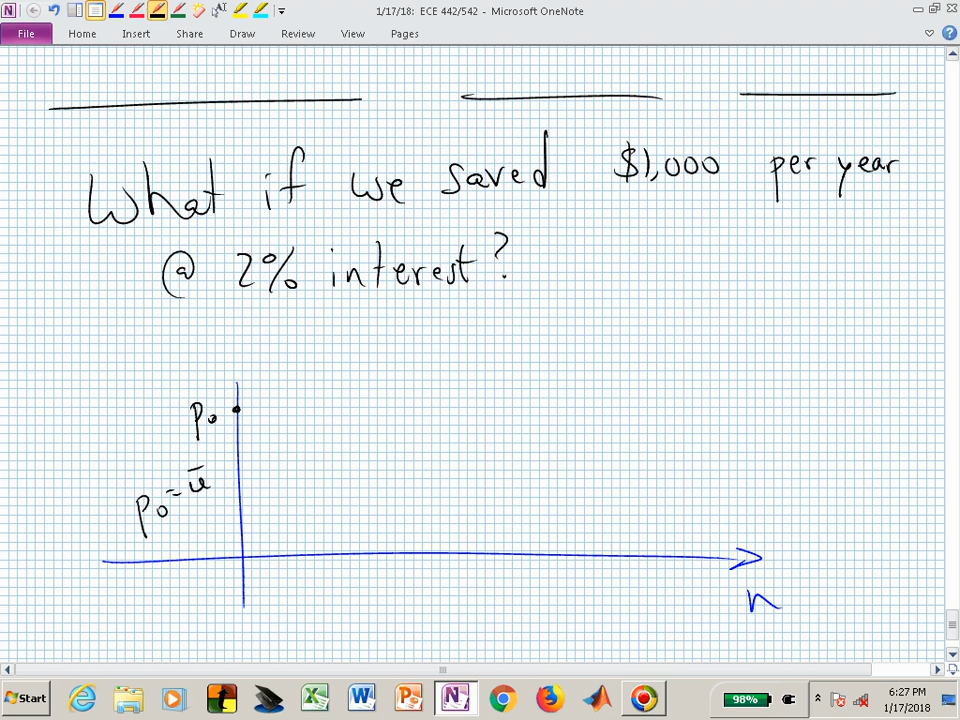 1/17/18: ECE 442/542 - Microsoft OneNote
File Home Insert Share Draw Review View Pages
What if we saved $1,000 per year
@ 2% interest?
p₀
p₀ = ū
n
Start
98%
6:27 PM
1/17/2018